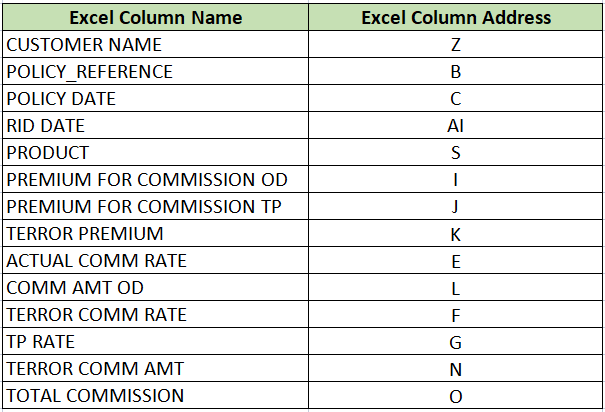 Excel Column Name Excel Column Address
CUSTOMER NAME Z
POLICY_REFERENCE B
POLICY DATE C
RID DATE AI
PRODUCT S
PREMIUM FOR COMMISSION OD I
PREMIUM FOR COMMISSION TP J
TERROR PREMIUM K
ACTUAL COMM RATE E
COMM AMT OD L
TERROR COMM RATE F
TP RATE G
TERROR COMM AMT N
TOTAL COMMISSION O